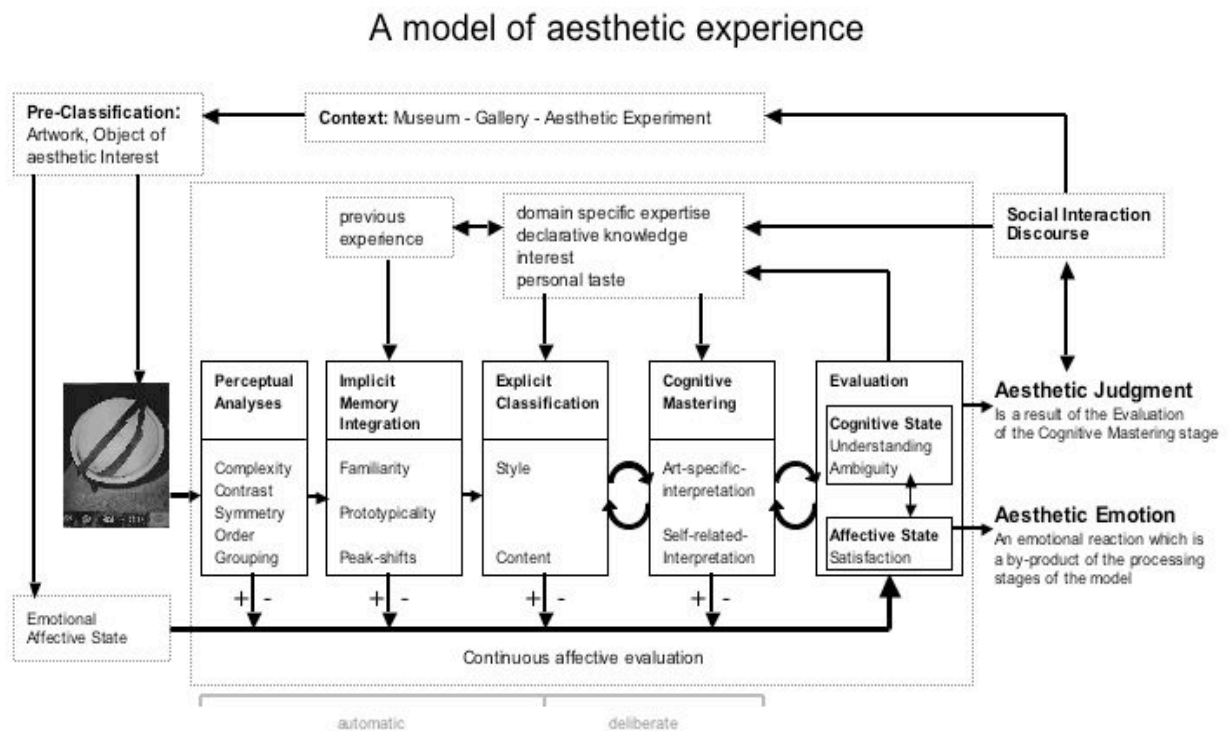 A model of aesthetic experience
Pre-Classification:
Artwork, Object of
aesthetic Interest
Context: Museum - Gallery - Aesthetic Experiment
previous
experience
domain specific expertise
declarative knowledge
interest
personal taste
Social Interaction
Discourse
Perceptual
Analyses
Complexity
Contrast
Symmetry
Order
Grouping
Implicit
Memory
Integration
Familiarity
Prototypicality
Peak-shifts
Explicit
Classification
Style
Content
Cognitive
Mastering
Art-specific-
interpretation
Self-related-
Interpretation
Evaluation
Cognitive State
Understanding
Ambiguity
Affective State
Satisfaction
Aesthetic Judgment
Is a result of the Evaluation
of the Cognitive Mastering stage
Aesthetic Emotion
An emotional reaction which is
a by-product of the processing
stages of the model
+ -
+ -
+ -
+ -
Emotional
Affective State
Continuous affective evaluation
automatic
deliberate